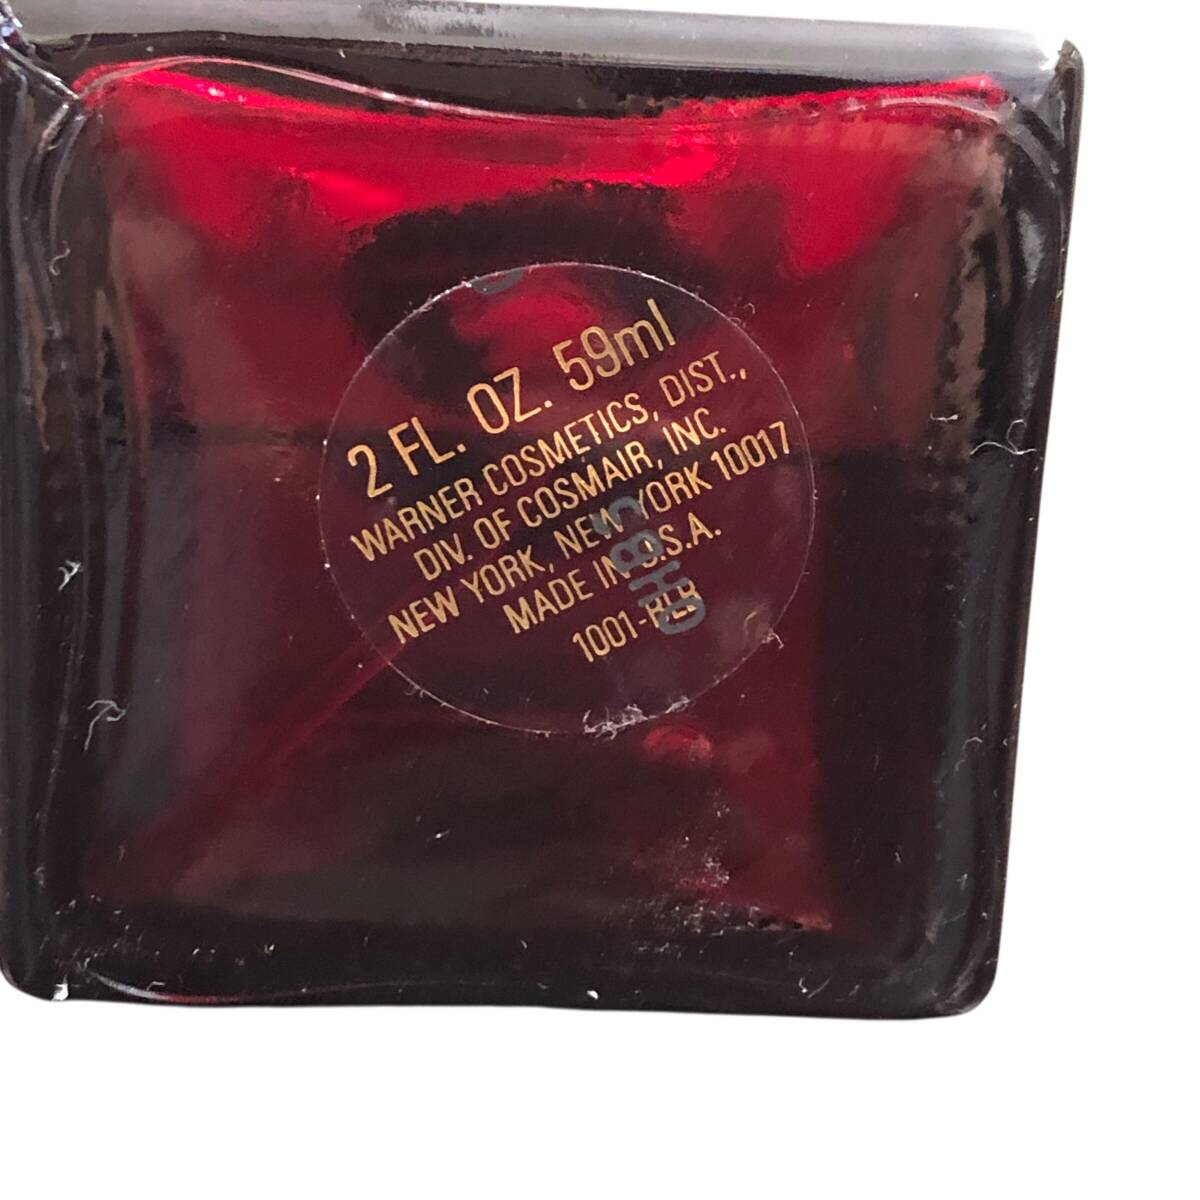 2 FL. OZ. 59ml
WARNER COSMETICS, DIST.,
DIV. OF COSMAIR, INC.
NEW YORK, NEW YORK 10017
MADE IN U.S.A.
1001-BLB